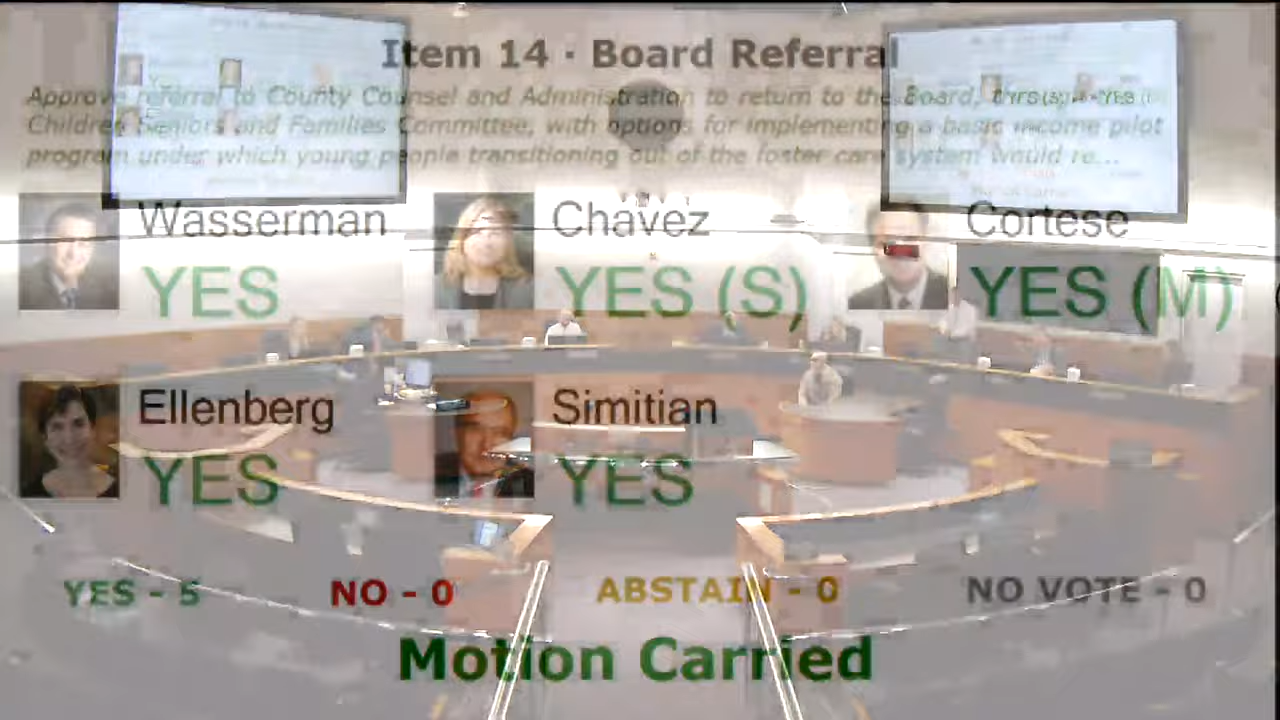 Item 14 · Board Referral
Approve referral to County Counsel and Administration to return to the Board, through
Children Seniors and Families Committee, with options for implementing a basic income pilot
program under which young people transitioning out of the foster care system would re...
Wasserman Chavez Cortese
YES YES (S) YES (M)
Ellenberg Simitian
YES YES
YES - 5 NO - 0 ABSTAIN - 0 NO VOTE - 0
Motion Carried